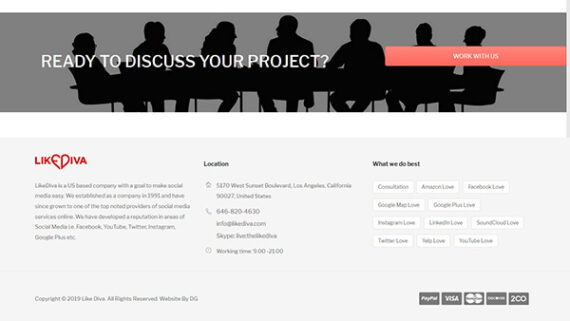 READY TO DISCUSS YOUR PROJECT?
WORK WITH US
LIKEDIVA
LikeDiva is a US based company with a goal to make social
media easy. We established as a company in 1991 and have
since grown to one of the top noted providers of social media
services online. We have developed a reputation in areas of
Social Media i.e. Facebook, YouTube, Twitter, Instagram,
Google Plus etc.
Location
5170 West Sunset Boulevard, Los Angeles, California
90027, United States.
646-820-4630
info@likediva.com
Skype: live:thelikediva
Working time: 9:00 -21:00
What we do best
Consultation Amazon Love Facebook Love
Google Map Love Google Plus Love
Instagram Love LinkedIn Love SoundCloud Love
Twitter Love Yelp Love YouTube Love
Copyright © 2019 Like Diva. All Rights Reserved. Website By DG
PayPal VISA DISCOVER 2CO